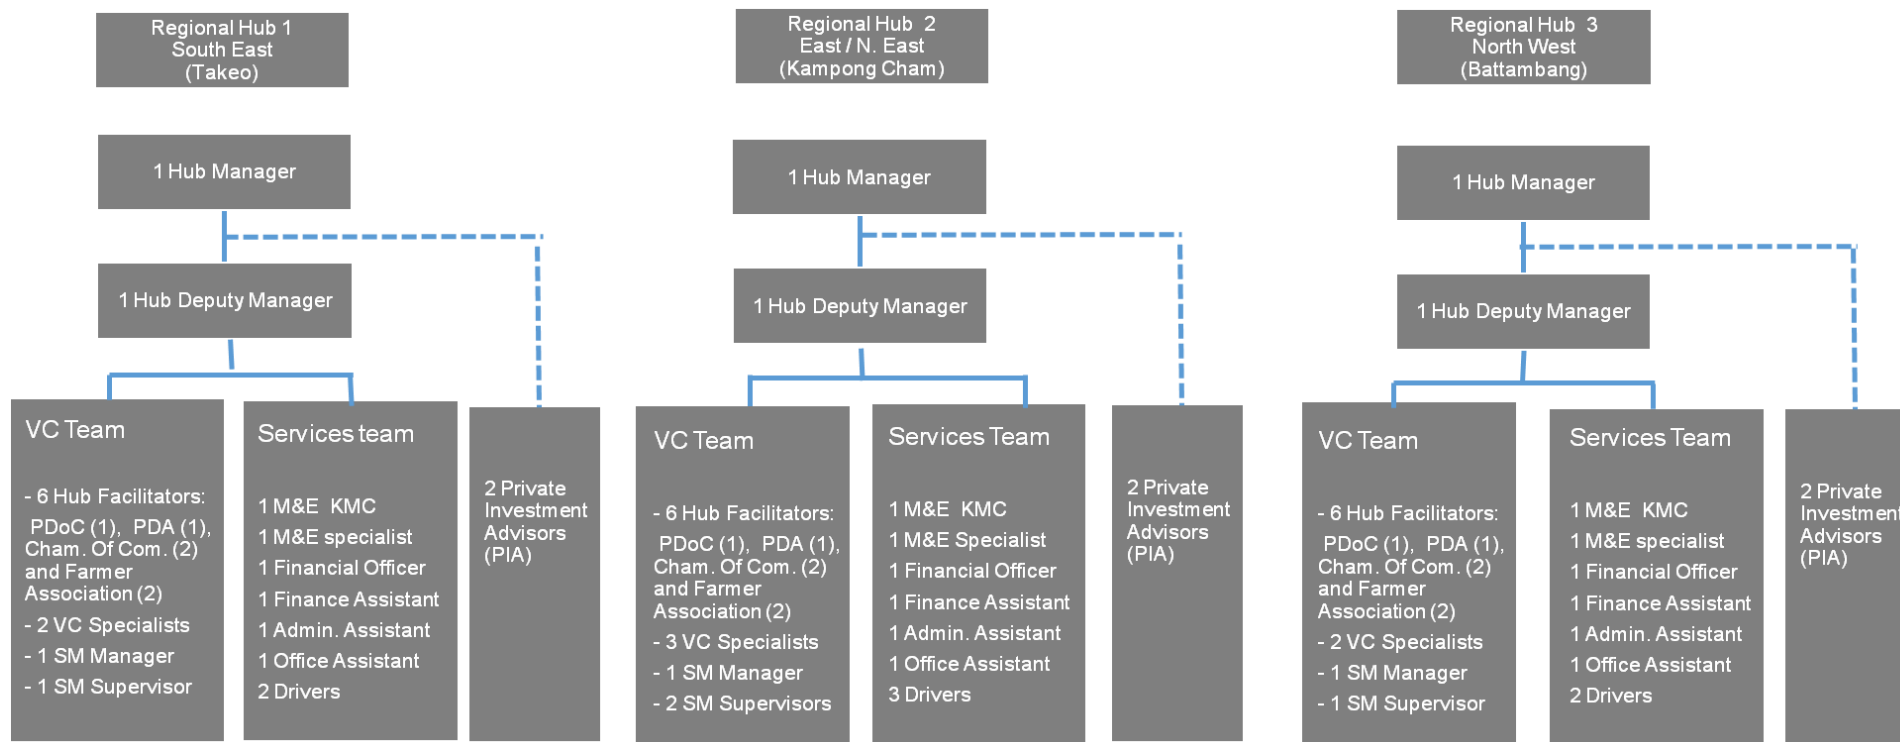 Regional Hub 1
South East
(Takeo)
1 Hub Manager
1 Hub Deputy Manager
VC Team
- 6 Hub Facilitators:
PDoC (1), PDA (1),
Cham. Of Com. (2)
and Farmer
Association (2)
- 2 VC Specialists
- 1 SM Manager
- 1 SM Supervisor
Services team
1 M&E KMC
1 M&E specialist
1 Financial Officer
1 Finance Assistant
1 Admin. Assistant
1 Office Assistant
2 Drivers
2 Private
Investment
Advisors
(PIA)
Regional Hub 2
East / N. East
(Kampong Cham)
1 Hub Manager
1 Hub Deputy Manager
VC Team
- 6 Hub Facilitators:
PDoC (1), PDA (1),
Cham. Of Com. (2)
and Farmer
Association (2)
- 3 VC Specialists
- 1 SM Manager
- 2 SM Supervisors
Services Team
1 M&E KMC
1 M&E Specialist
1 Financial Officer
1 Finance Assistant
1 Admin. Assistant
1 Office Assistant
3 Drivers
2 Private
Investment
Advisors
(PIA)
Regional Hub 3
North West
(Battambang)
1 Hub Manager
1 Hub Deputy Manager
VC Team
- 6 Hub Facilitators:
PDoC (1), PDA (1),
Cham. Of Com. (2)
and Farmer
Association (2)
- 2 VC Specialists
- 1 SM Manager
- 1 SM Supervisor
Services Team
1 M&E KMC
1 M&E specialist
1 Financial Officer
1 Finance Assistant
1 Admin. Assistant
1 Office Assistant
2 Drivers
2 Private
Investment
Advisors
(PIA)